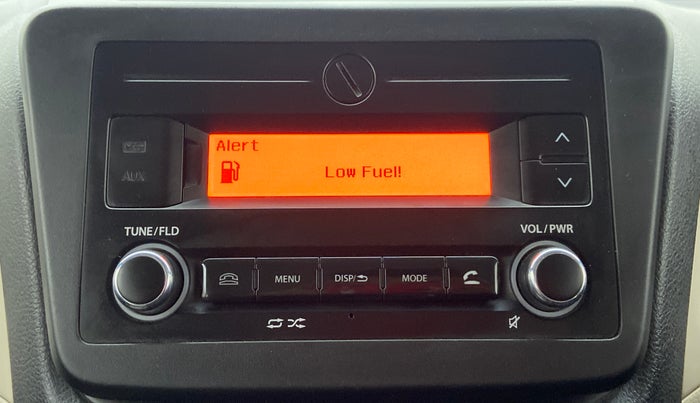 Alert
Low Fuel!
AUX
TUNE/FLD
VOL/PWR
MENU
DISP/
MODE